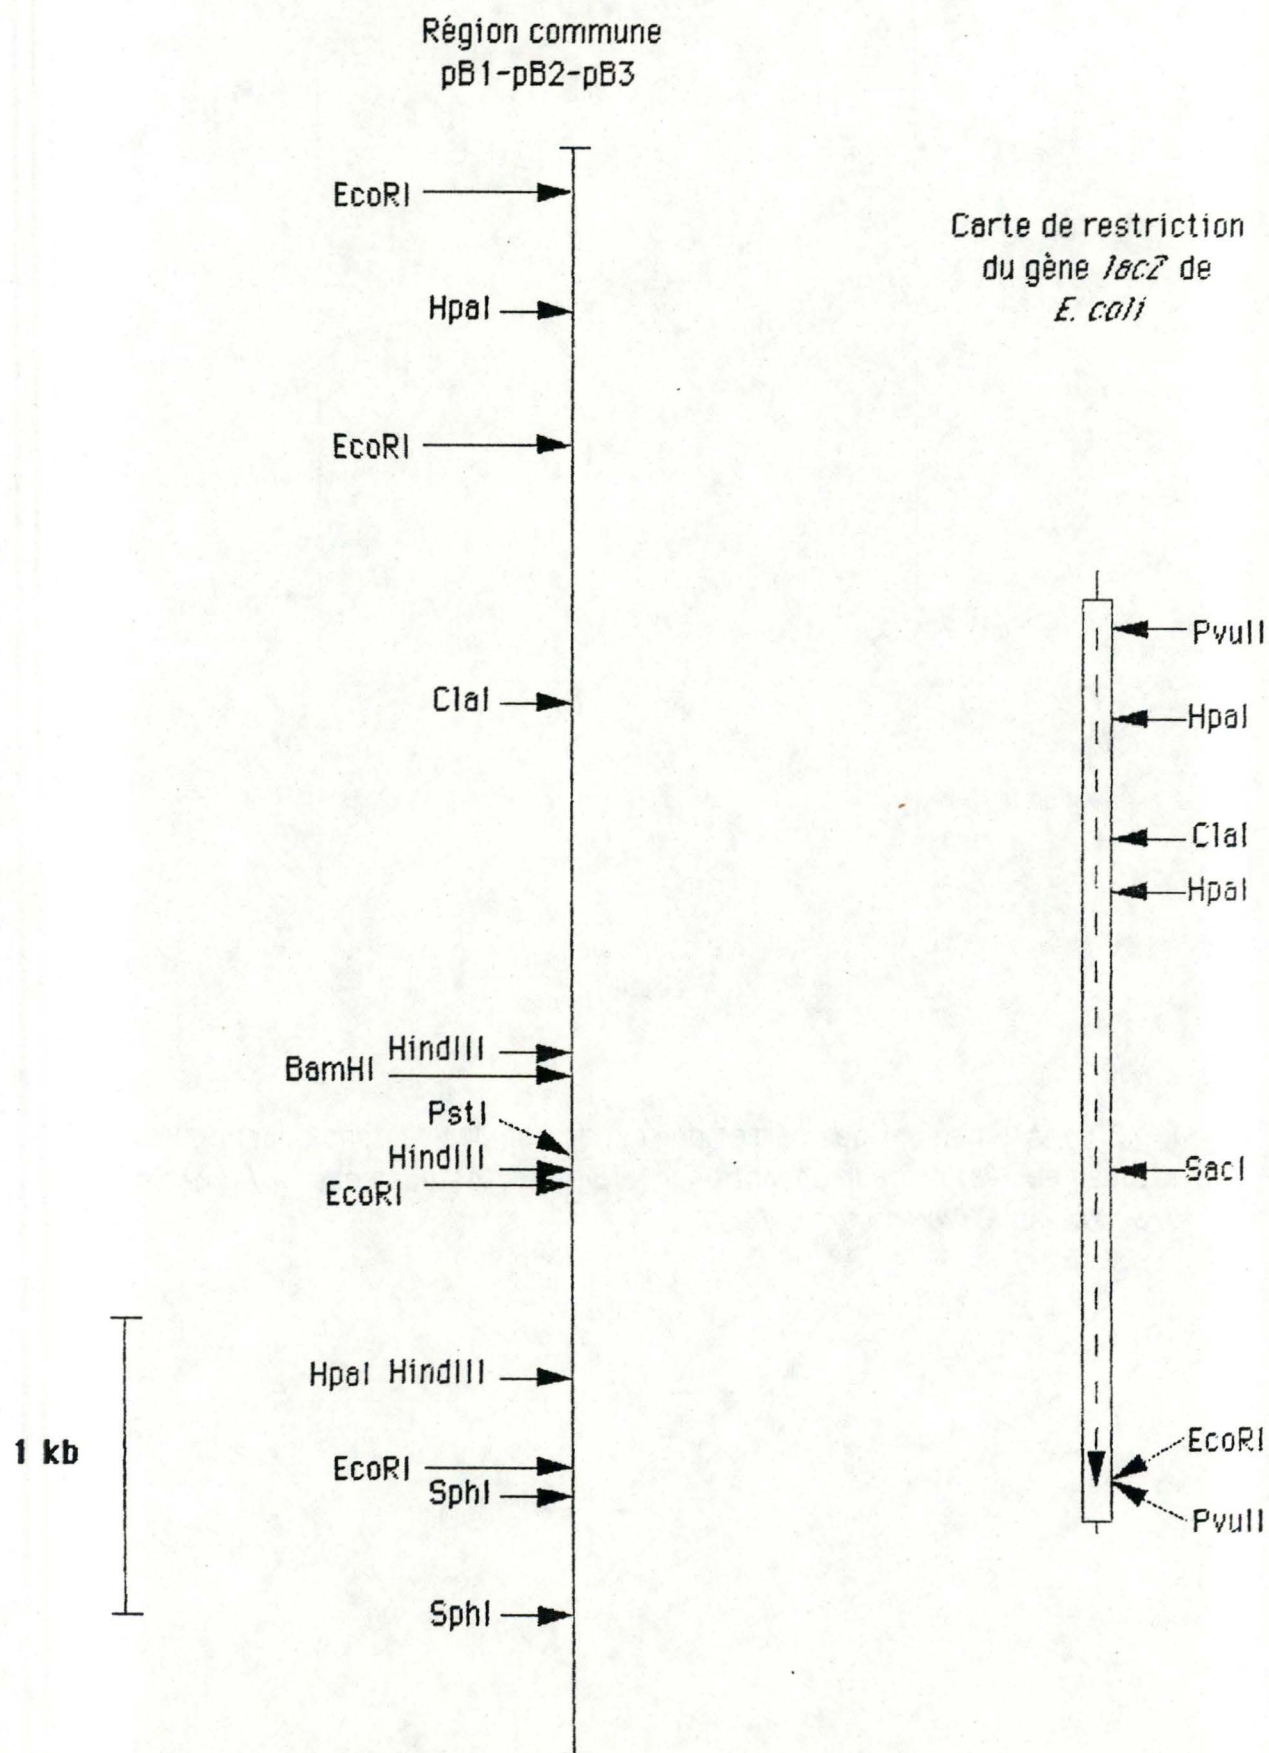 Région commune
pB1-pB2-pB3
EcoRI
HpaI
EcoRI
ClaI
HindIII
BamHI
PstI
HindIII
EcoRI
HpaI HindIII
EcoRI
SphI
SphI
1 kb
Carte de restriction
du gène lacZ de
E. coli
PvuII
HpaI
ClaI
HpaI
SacI
EcoRI
PvuII